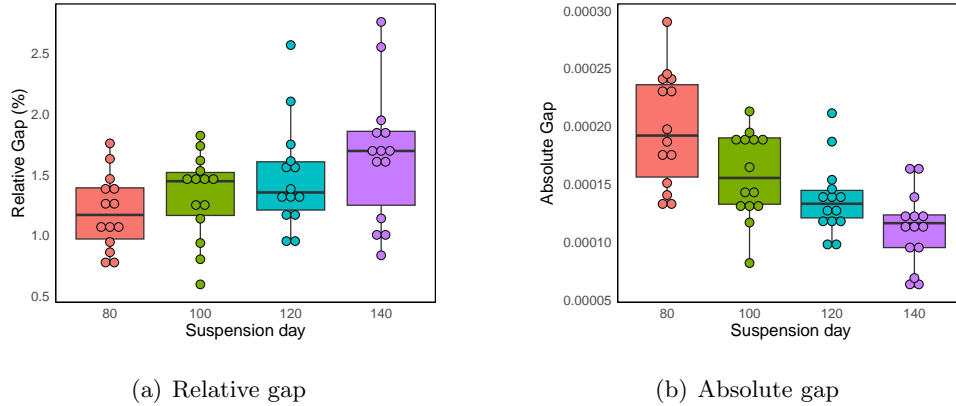 Relative Gap (%)
2.5
2.0
1.5
1.0
0.5
80 100 120 140
Suspension day
(a) Relative gap
Absolute Gap
0.00030
0.00025
0.00020
0.00015
0.00010
0.00005
80 100 120 140
Suspension day
(b) Absolute gap